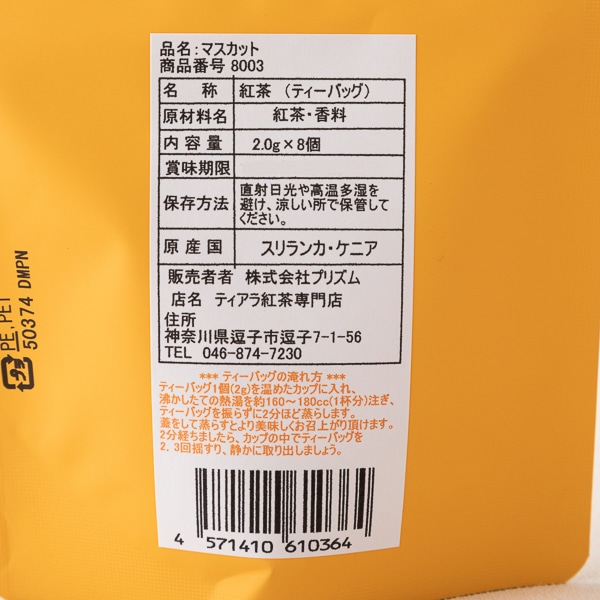 品名：マスカット
商品番号 8003
名 称 紅茶 （ティーバッグ）
原材料名 紅茶・香料
内容量 2.0g×8個
賞味期限
保存方法 直射日光や高温多湿を
避け、涼しい所で保管して
ください。
原産国 スリランカ・ケニア
販売者者 株式会社プリズム
店名 ティアラ紅茶専門店
住所
神奈川県逗子市逗子7-1-56
TEL 046-874-7230
*** ティーバッグの淹れ方 ***
ティーバッグ1個(2g)を温めたカップに入れ、
沸かしたての熱湯を約160～180cc(1杯分)注ぎ、
ティーバッグを振らずに2分ほど蒸らします。
蓋をして蒸らすとより美味しくお召上がり頂けます。
2分経ちましたら、カップの中でティーバッグを
2，3回揺すり、静かに取り出しましょう。
4 571410 610364
PE, PET
50374 DMPN
プラ